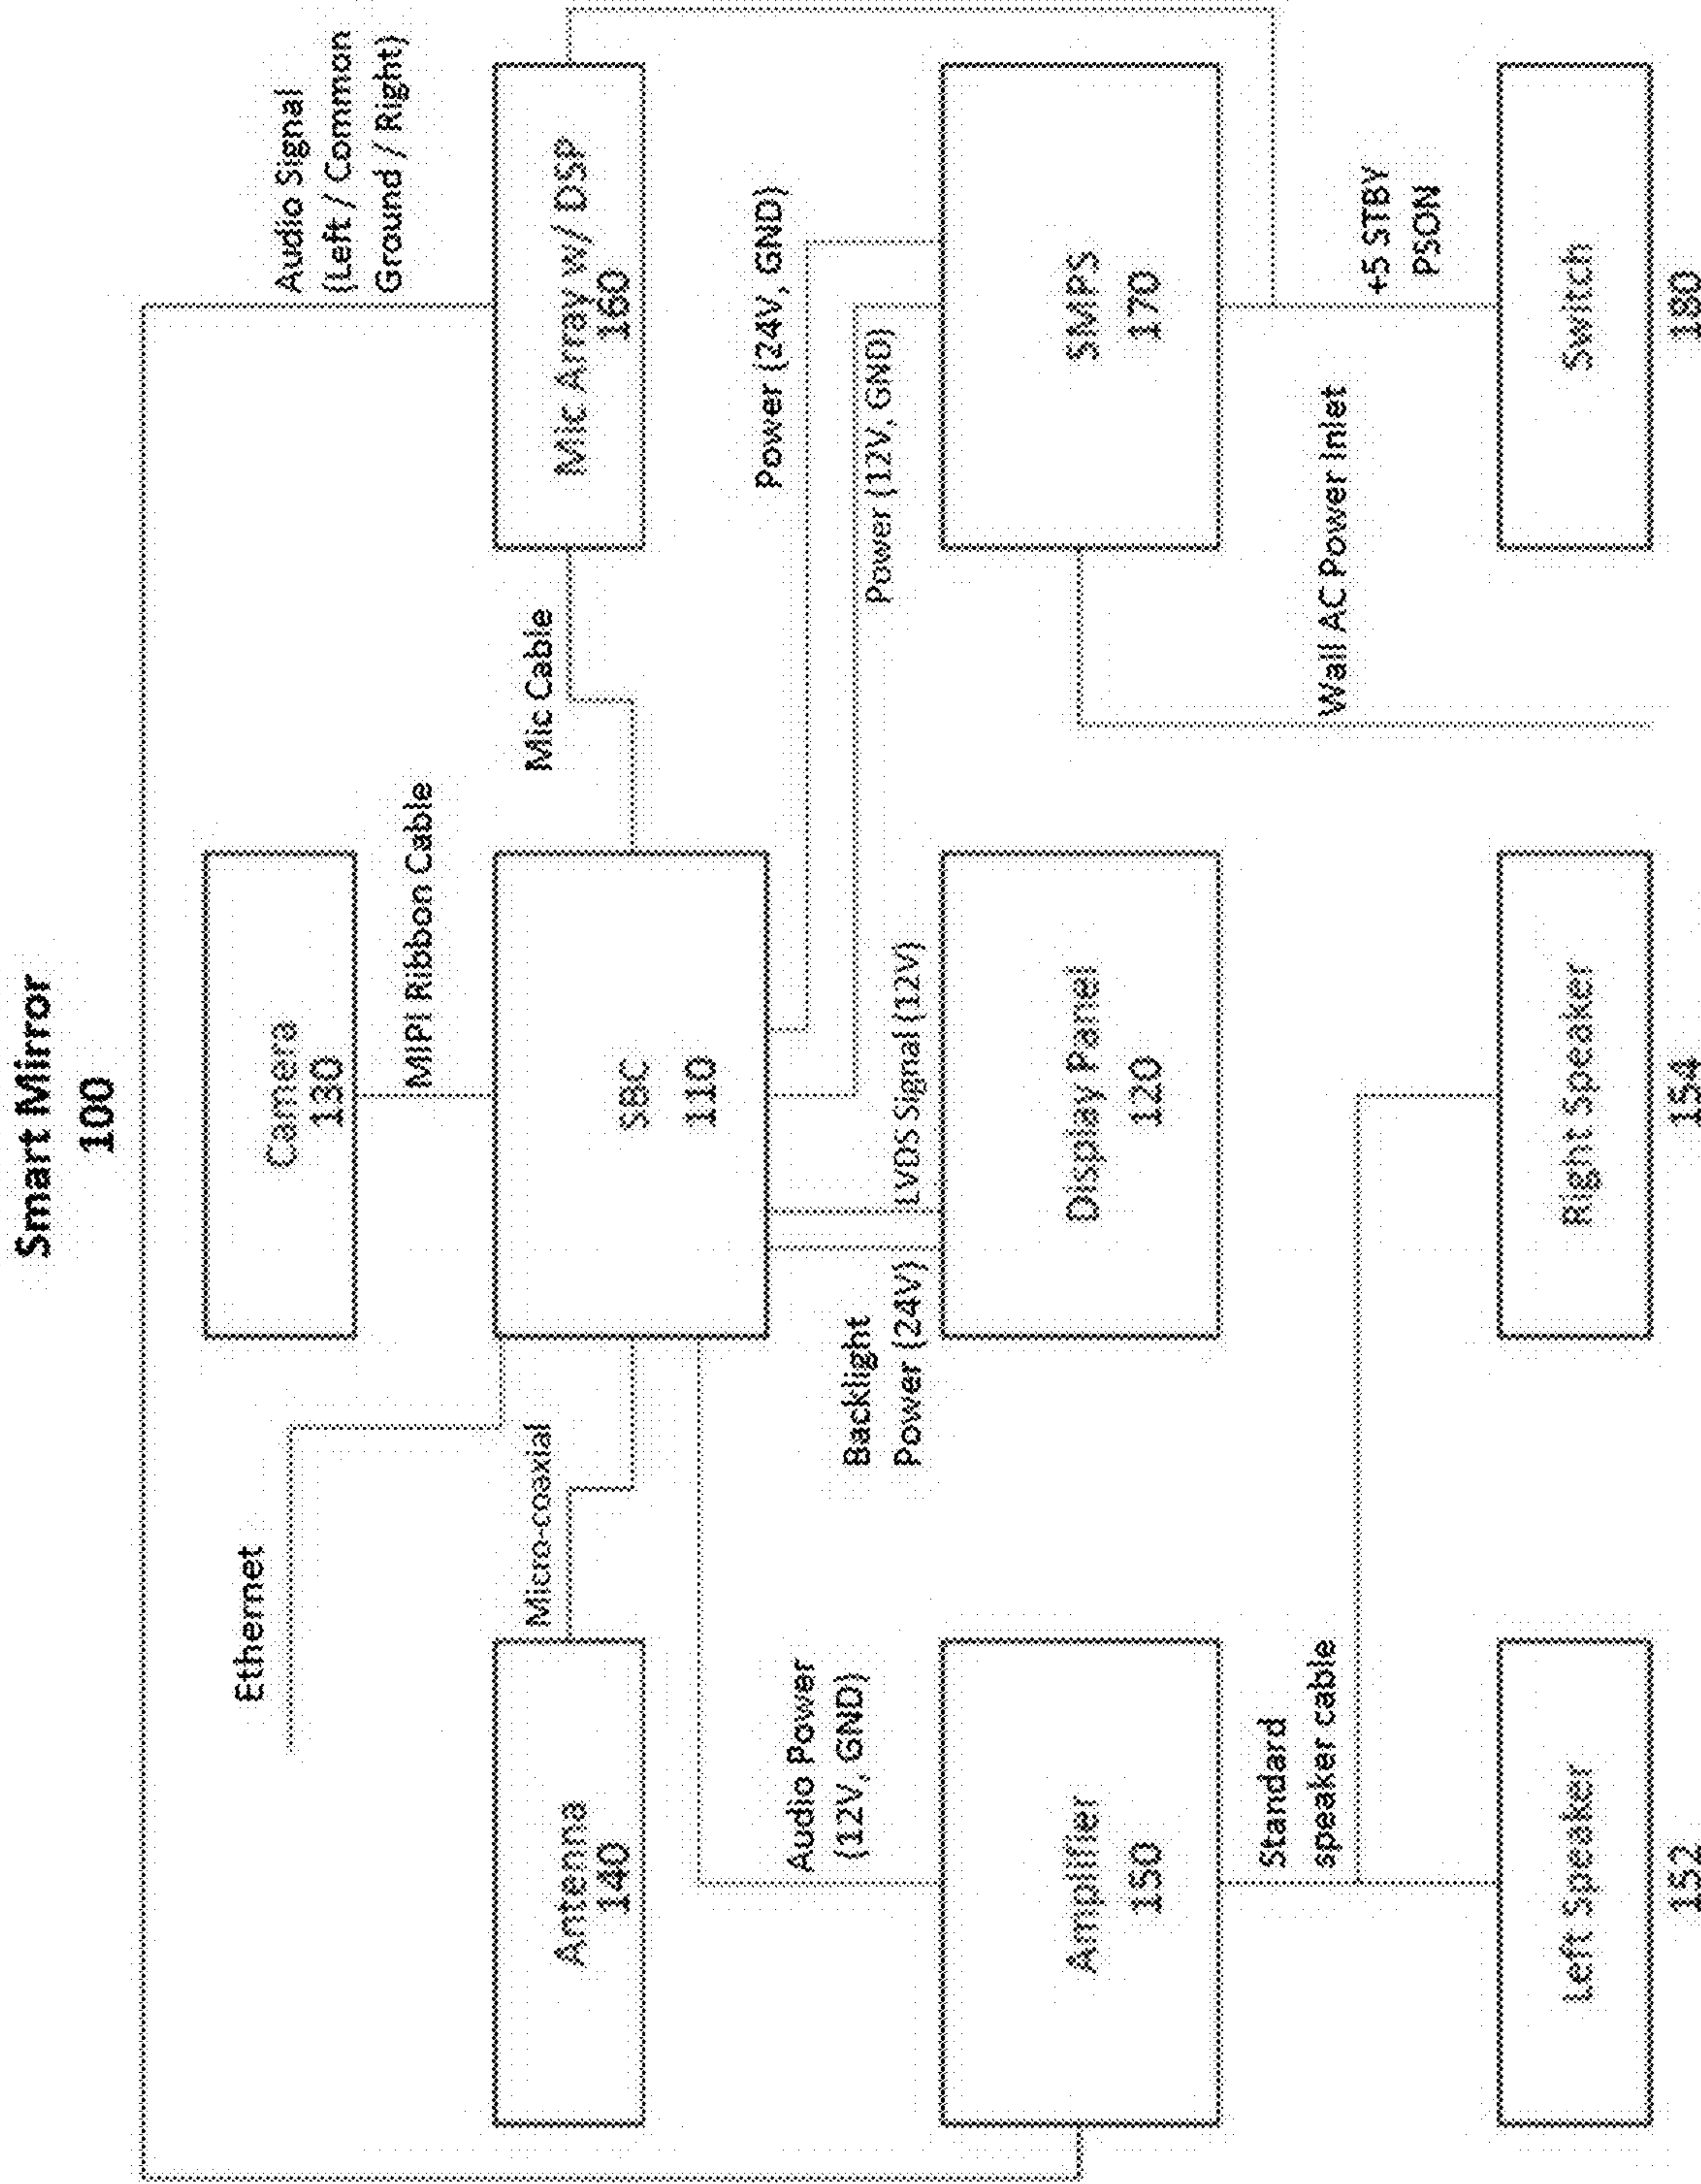 Smart Mirror
100
Audio Signal
(Left / Common
Ground / Right)
Ethernet
Camera
130
MIPI Ribbon Cable
Antenna
140
Micro-coaxial
SBC
110
Mic Cable
Mic Array w/ DSP
160
Audio Power
(12V, GND)
Backlight
Power (24V)
LVDS Signal (12V)
Power (24V, GND)
Power (12V, GND)
Amplifier
150
Display Panel
120
SMPS
170
Standard
speaker cable
Wall AC Power Inlet
+5 STBY
PSON
Left Speaker
152
Right Speaker
154
Switch
180